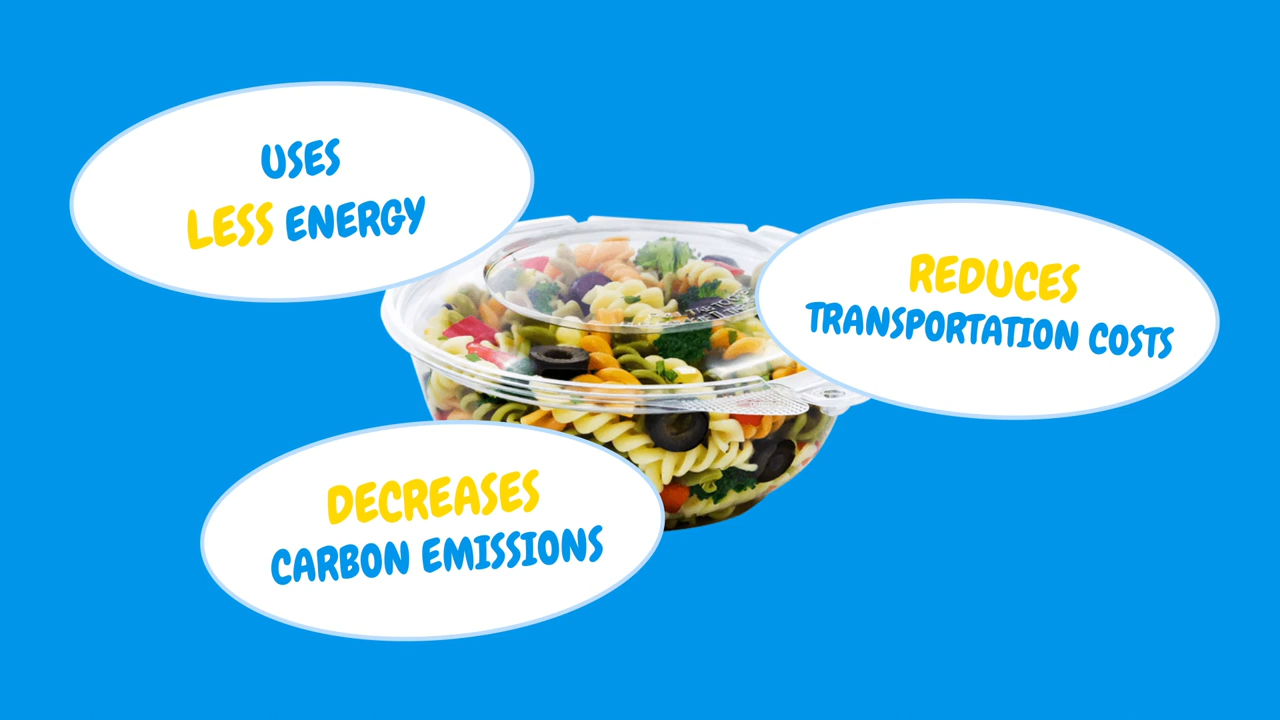 USES
LESS ENERGY
REDUCES
TRANSPORTATION COSTS
DECREASES
CARBON EMISSIONS